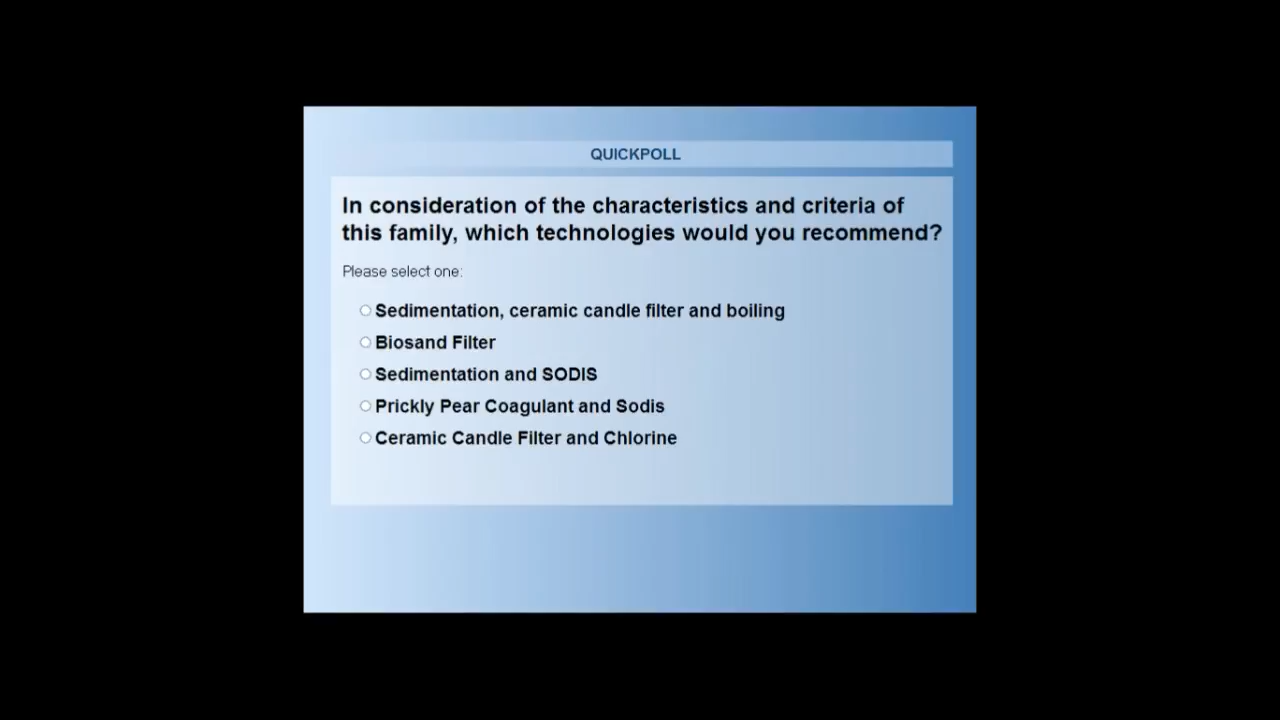 QUICKPOLL
In consideration of the characteristics and criteria of
this family, which technologies would you recommend?
Please select one:
Sedimentation, ceramic candle filter and boiling
Biosand Filter
Sedimentation and SODIS
Prickly Pear Coagulant and Sodis
Ceramic Candle Filter and Chlorine